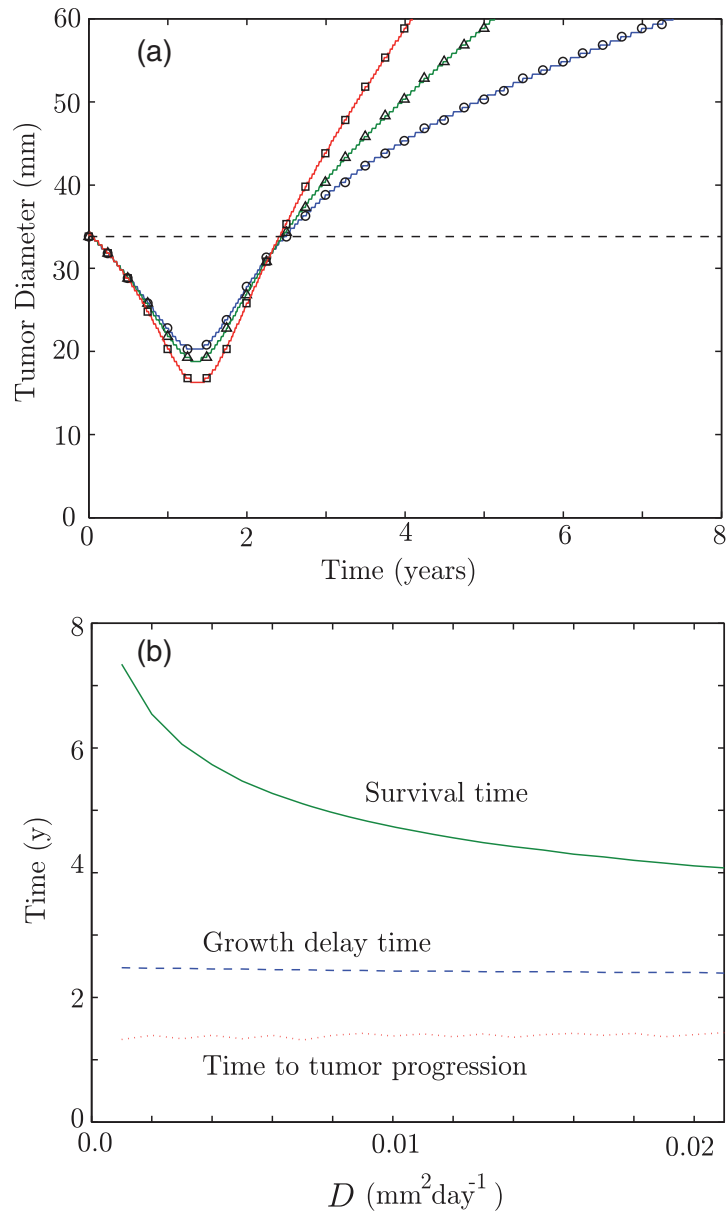 (a)
60
50
40
30
20
10
0
Tumor Diameter (mm)
0 2 4 6 8
Time (years)
(b)
8
6
4
2
0
Time (y)
Survival time
Growth delay time
Time to tumor progression
0.0 0.01 0.02
D (mm²day⁻¹)